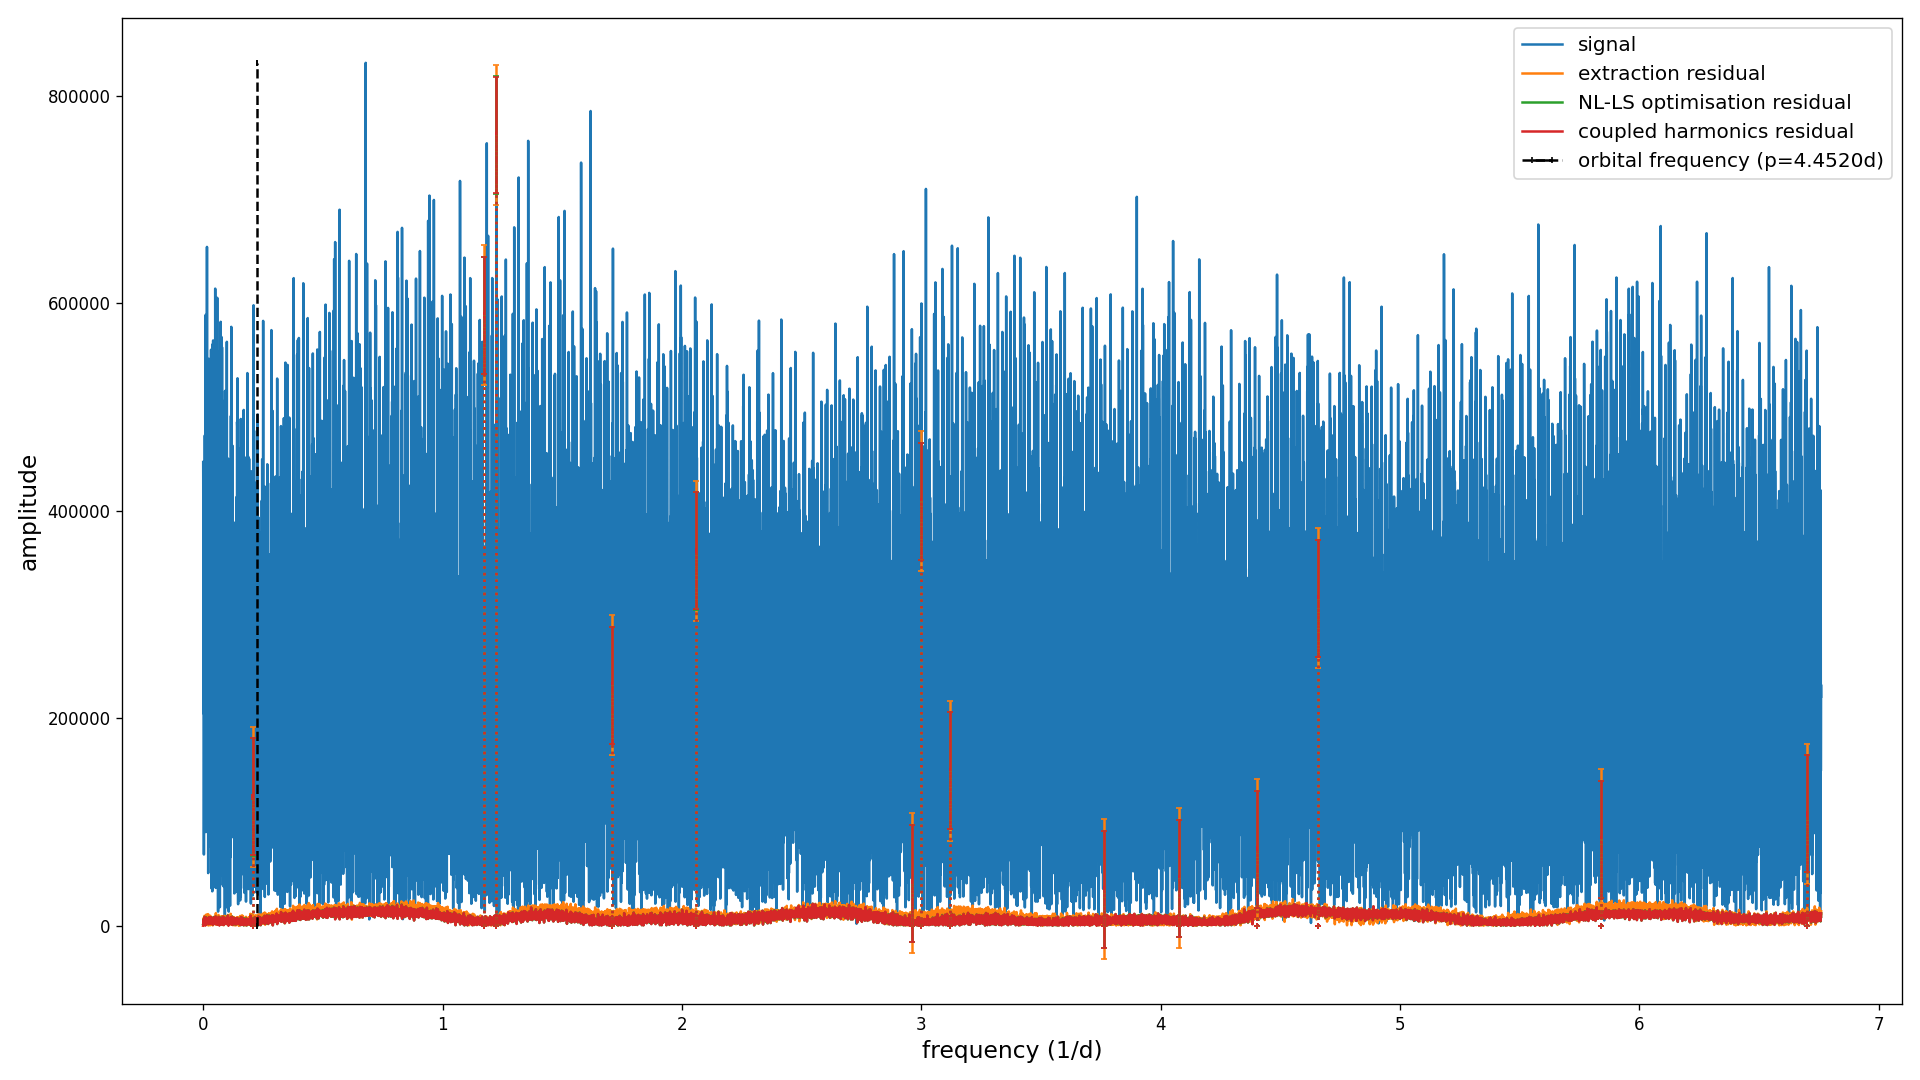 signal
extraction residual
NL-LS optimisation residual
coupled harmonics residual
orbital frequency (p=4.4520d)
800000
600000
400000
200000
0
amplitude
0 1 2 3 4 5 6 7
frequency (1/d)